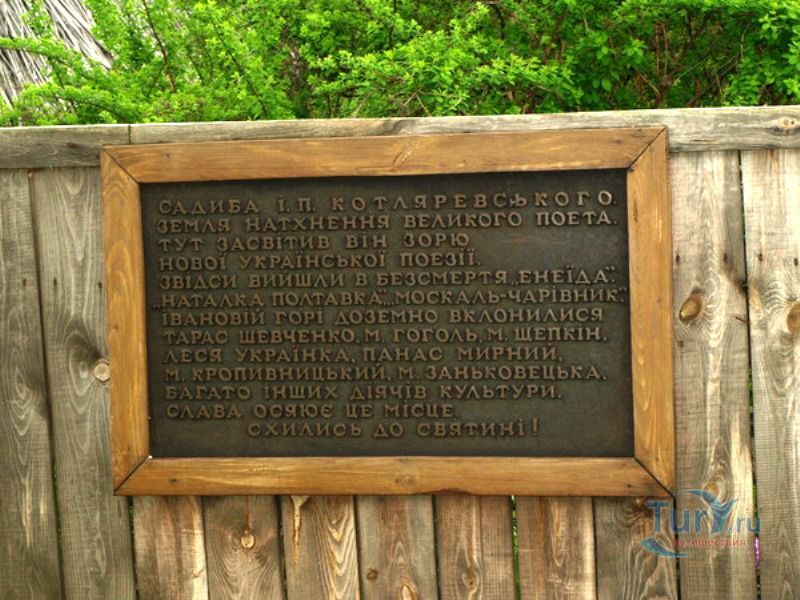 САДИБА І.П. КОТЛЯРЕВСЬКОГО.
ЗЕМЛЯ НАТХНЕННЯ ВЕЛИКОГО ПОЕТА.
ТУТ ЗАСВІТИВ ВІН ЗОРЮ
НОВОЇ УКРАЇНСЬКОЇ ПОЕЗІЇ.
ЗВІДСИ ВИЙШЛИ В БЕЗСМЕРТЯ „ЕНЕЇДА”,
„НАТАЛКА ПОЛТАВКА”, „МОСКАЛЬ-ЧАРІВНИК”.
ІВАНОВІЙ ГОРІ ДОЗЕМНО ВКЛОНИЛИСЯ
ТАРАС ШЕВЧЕНКО, М. ГОГОЛЬ, М. ЩЕПКІН,
ЛЕСЯ УКРАЇНКА, ПАНАС МИРНИЙ,
М. КРОПИВНИЦЬКИЙ, М. ЗАНЬКОВЕЦЬКА,
БАГАТО ІНШИХ ДІЯЧІВ КУЛЬТУРИ.
СЛАВА ОСЯЮЄ ЦЕ МІСЦЕ.
СХИЛИСЬ ДО СВЯТИНІ!
TurY.ru
путешествия